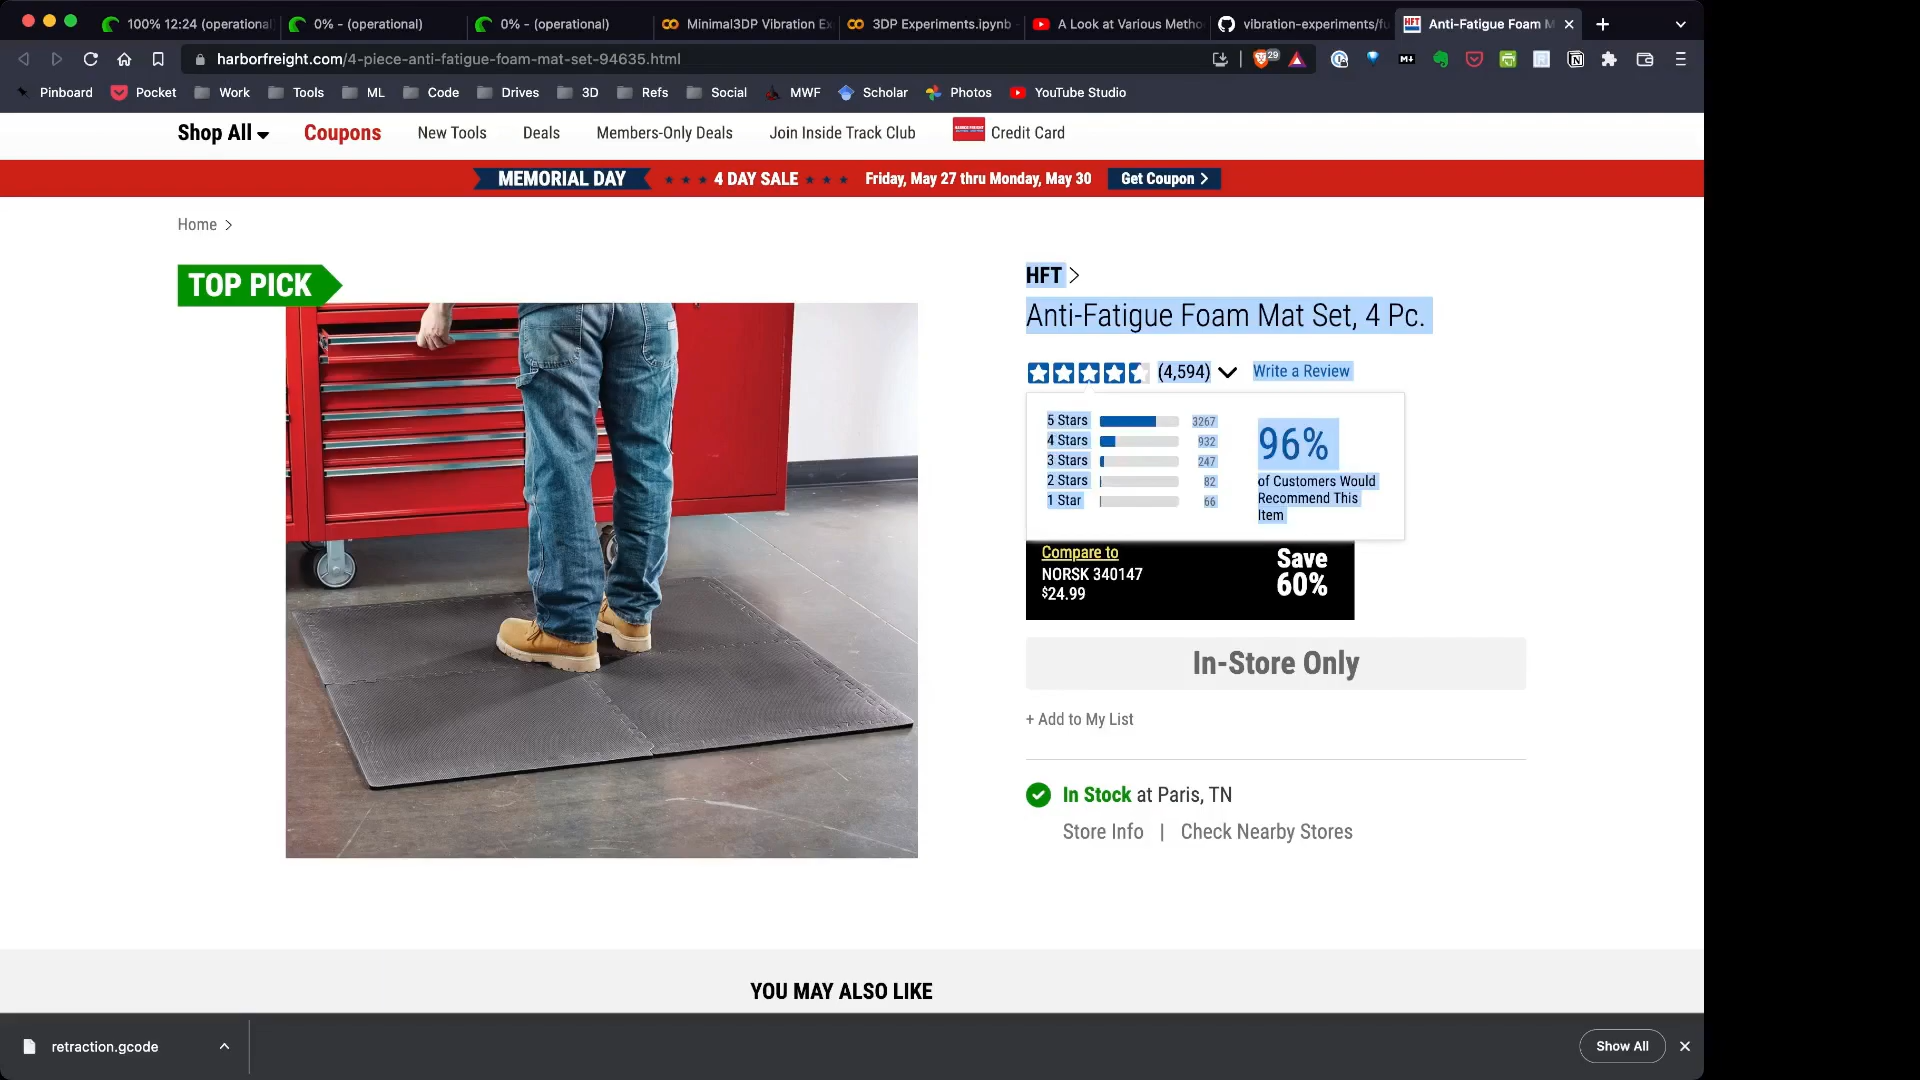 100% 12:24 (operational
0% - (operational)
0% - (operational)
Minimal3DP Vibration Ex
3DP Experiments.ipynb
A Look at Various Metho
vibration-experiments/fu
HFT
Anti-Fatigue Foam M
harborfreight.com/4-piece-anti-fatigue-foam-mat-set-94635.html
29
Pinboard
Pocket
Work
Tools
ML
Code
Drives
3D
Refs
Social
MWF
Scholar
Photos
YouTube Studio
Shop All
Coupons
New Tools
Deals
Members-Only Deals
Join Inside Track Club
Credit Card
MEMORIAL DAY
4 DAY SALE
Friday, May 27 thru Monday, May 30
Get Coupon
Home
TOP PICK
HFT
Anti-Fatigue Foam Mat Set, 4 Pc.
(4,594)
Write a Review
5 Stars 3267
4 Stars 932
3 Stars 247
2 Stars 82
1 Star 66
96%
of Customers Would
Recommend This
Item
Compare to
NORSK 340147
$24.99
Save
60%
In-Store Only
+ Add to My List
In Stock at Paris, TN
Store Info | Check Nearby Stores
YOU MAY ALSO LIKE
retraction.gcode
Show All